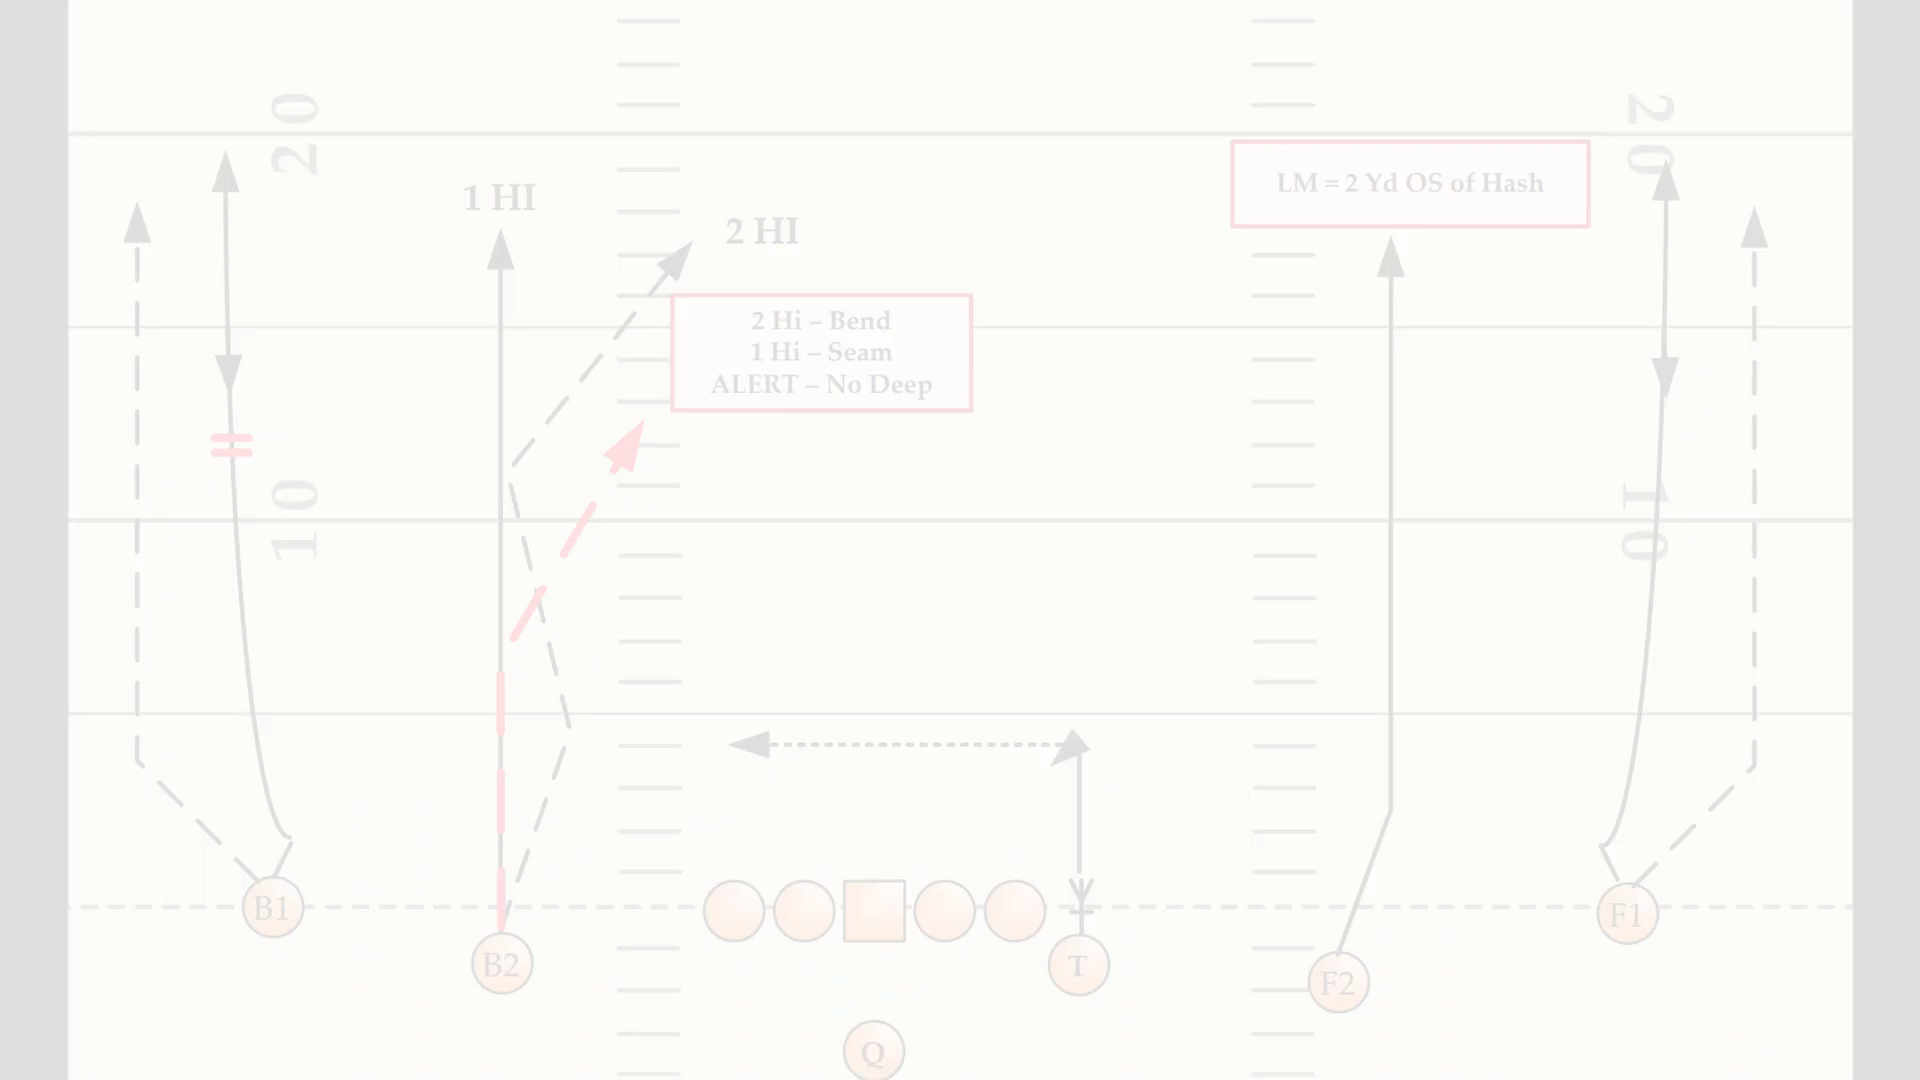 20
20
1 HI
2 HI
LM = 2 Yd OS of Hash
2 Hi – Bend
1 Hi – Seam
ALERT – No Deep
10
10
B1
B2
T
F2
F1
Q